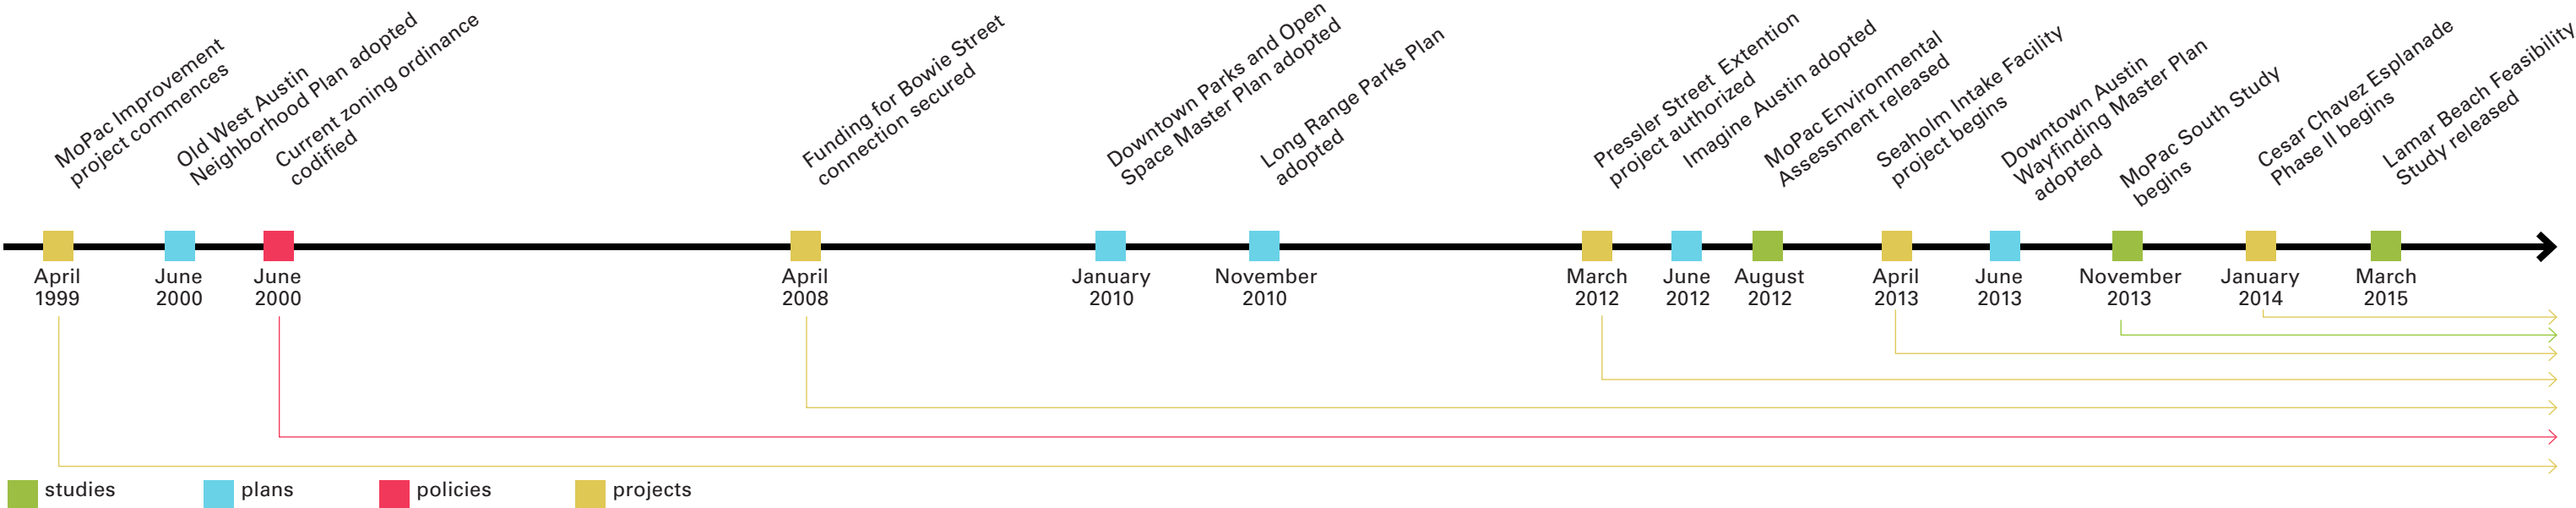 MoPac Improvement
project commences
Old West Austin
Neighborhood Plan adopted
Current zoning ordinance
codified
Funding for Bowie Street
connection secured
Downtown Parks and Open
Space Master Plan adopted
Long Range Parks Plan
adopted
Pressler Street Extention
project authorized
Imagine Austin adopted
MoPac Environmental
Assessment released
Seaholm Intake Facility
project begins
Downtown Austin
Wayfinding Master Plan
adopted
MoPac South Study
begins
Cesar Chavez Esplanade
Phase II begins
Lamar Beach Feasibility
Study released
April
1999
June
2000
June
2000
April
2008
January
2010
November
2010
March
2012
June
2012
August
2012
April
2013
June
2013
November
2013
January
2014
March
2015
studies
plans
policies
projects